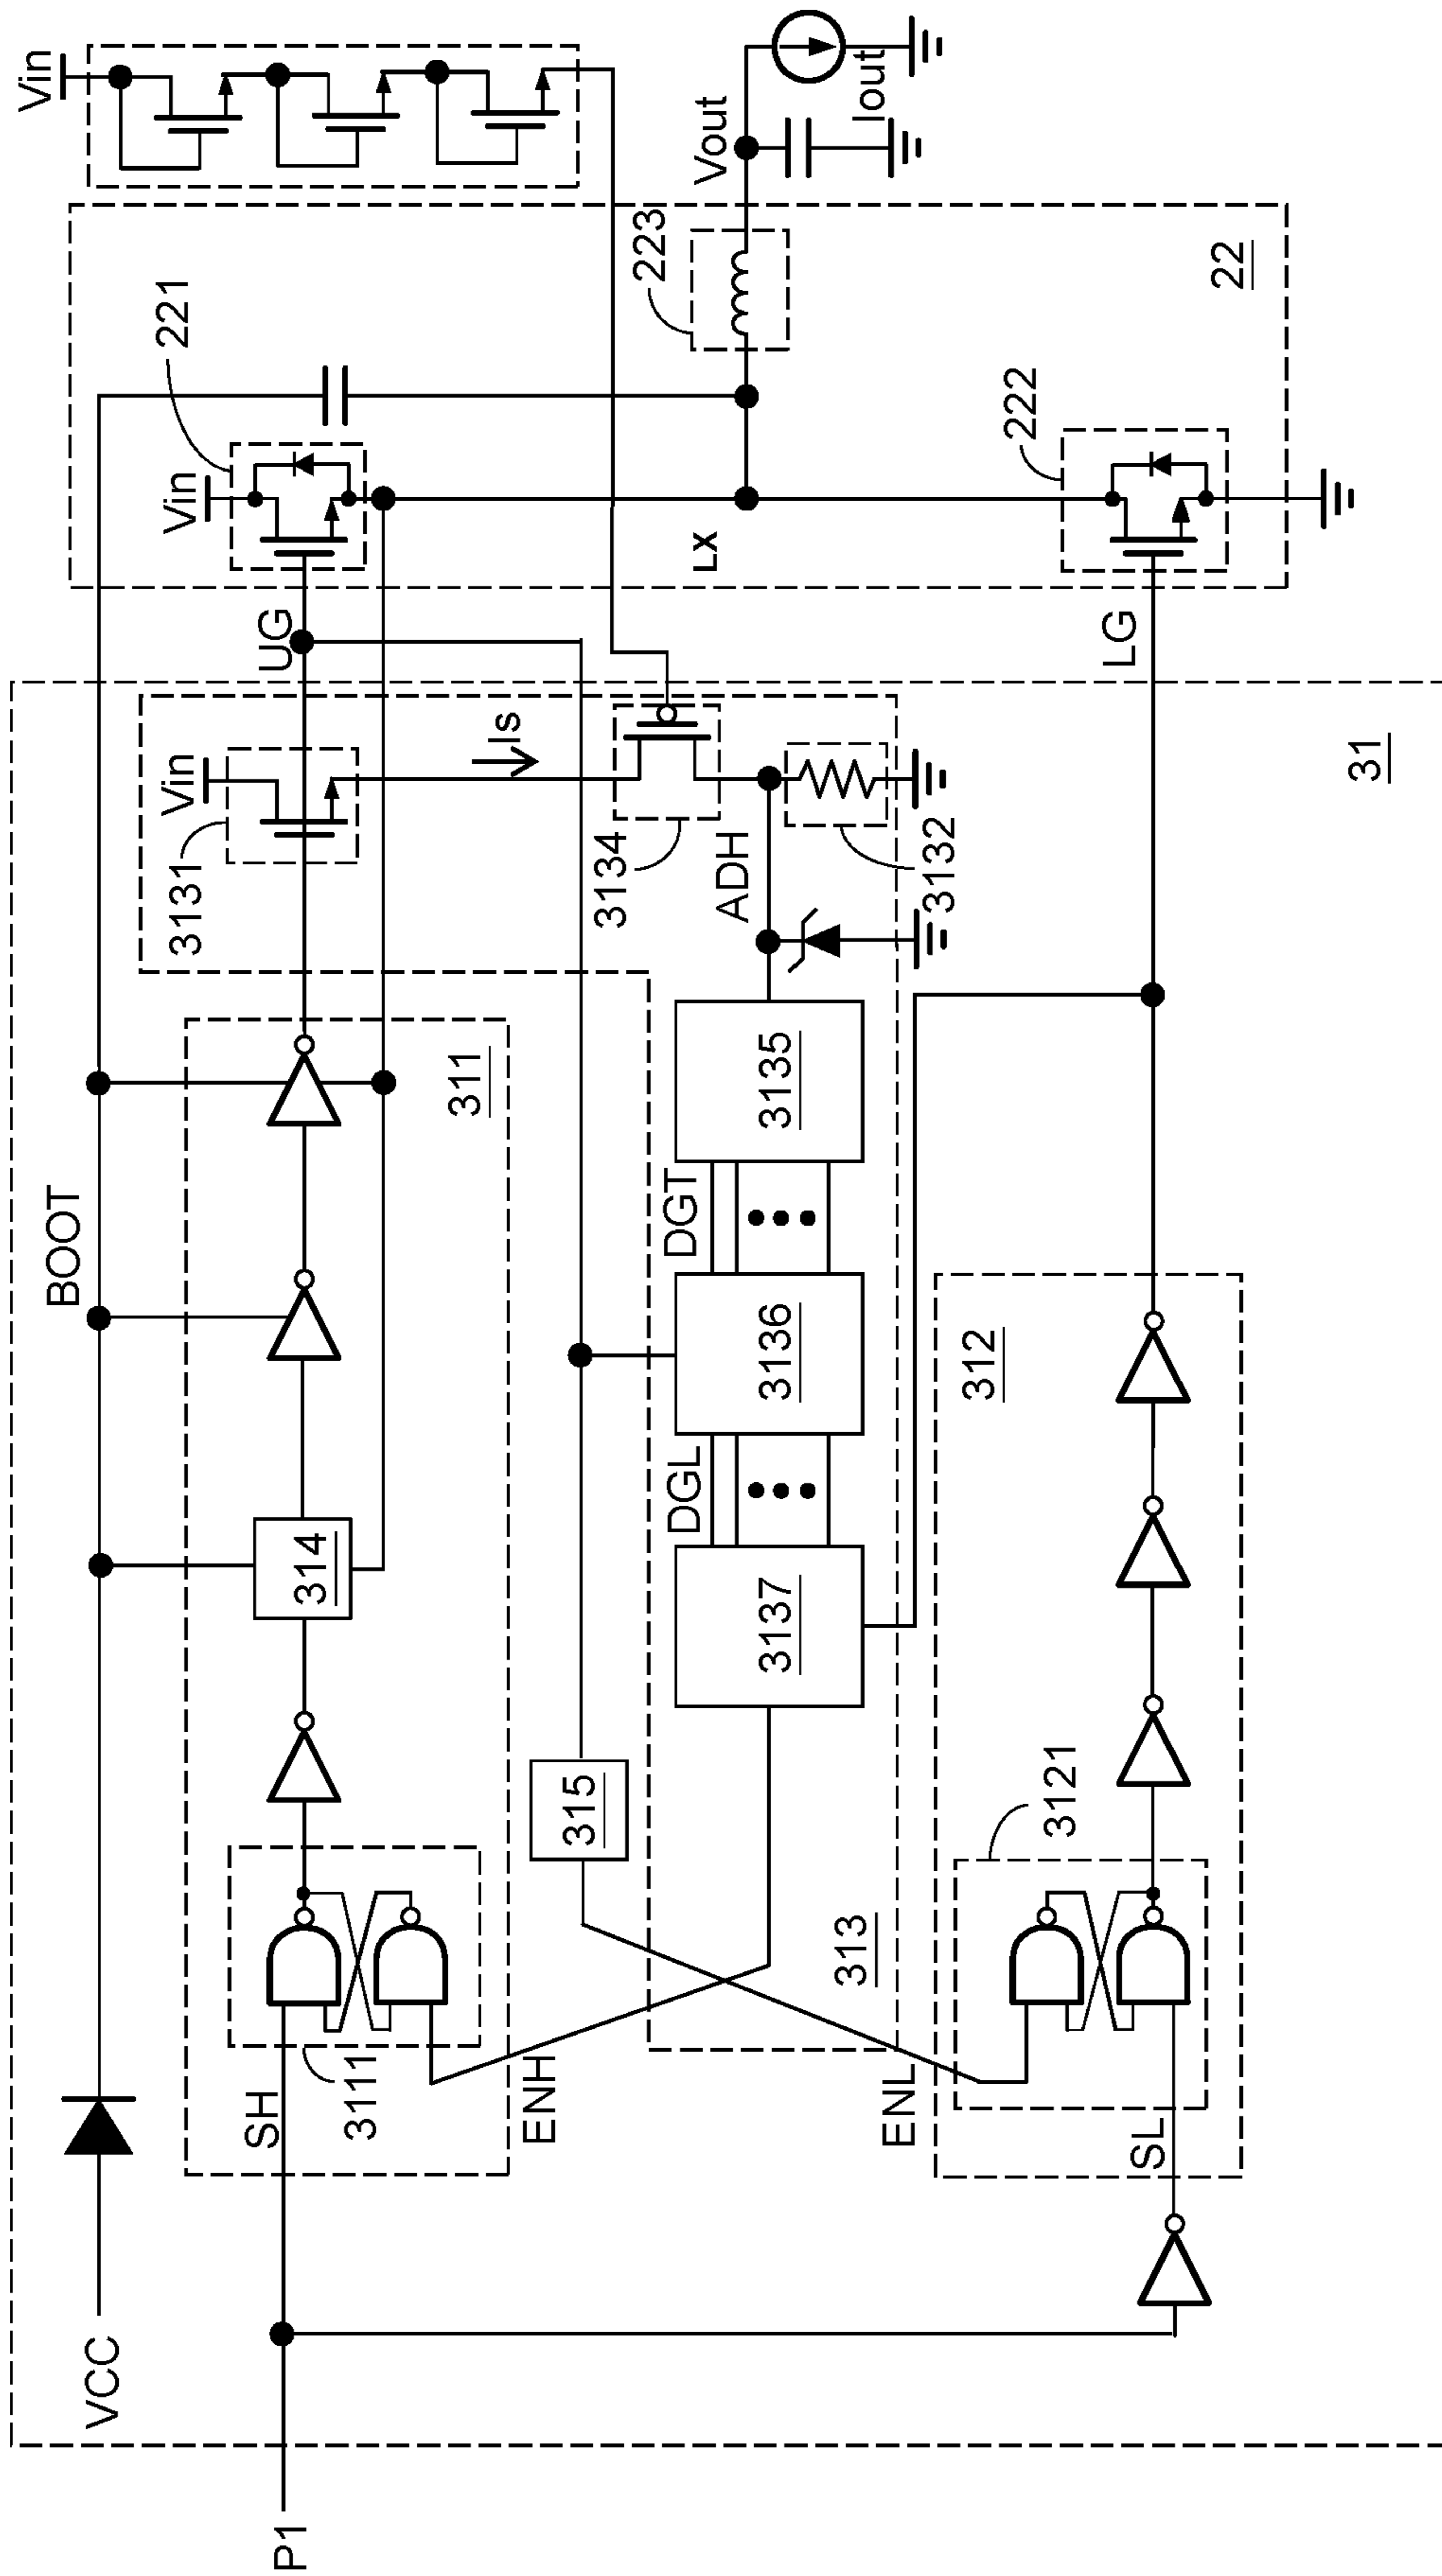 P1
VCC
BOOT
SH
3111
314
311
UG
Vin
221
Vin
Vin
3131
Is
3134
ADH
3132
ENH
ENL
315
313
3137
DGL
3136
DGT
3135
LX
223
Vout
Iout
222
22
LG
31
SL
3121
312